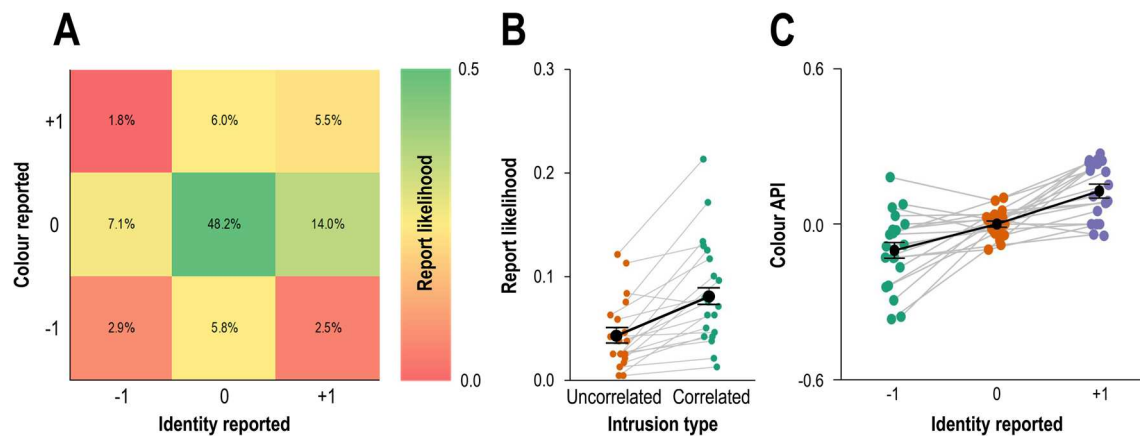 A
Colour reported
+1
0
-1
1.8%
6.0%
5.5%
7.1%
48.2%
14.0%
2.9%
5.8%
2.5%
-1
0
+1
Identity reported
0.5
Report likelihood
0.0
B
Report likelihood
0.3
0.2
0.1
0.0
Uncorrelated
Correlated
Intrusion type
C
Colour API
0.6
0.0
-0.6
-1
0
+1
Identity reported